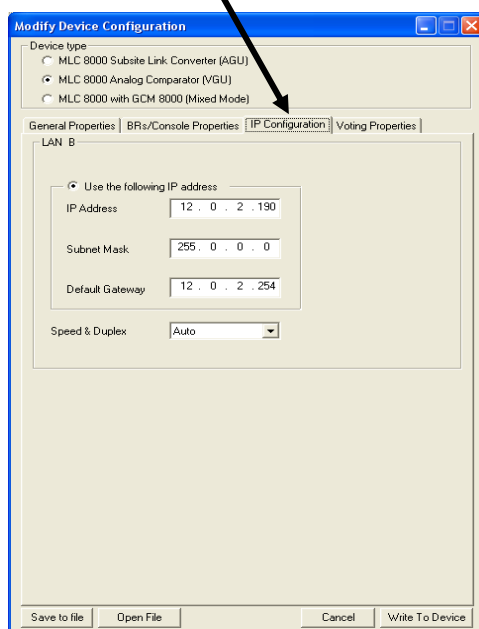 Modify Device Configuration
Device type
MLC 8000 Subsite Link Converter (AGU)
MLC 8000 Analog Comparator (VGU)
MLC 8000 with GCM 8000 (Mixed Mode)
General Properties BRs/Console Properties IP Configuration Voting Properties
LAN B
Use the following IP address
IP Address 12 . 0 . 2 . 190
Subnet Mask 255 . 0 . 0 . 0
Default Gateway 12 . 0 . 2 . 254
Speed & Duplex Auto
Save to file Open File Cancel Write To Device